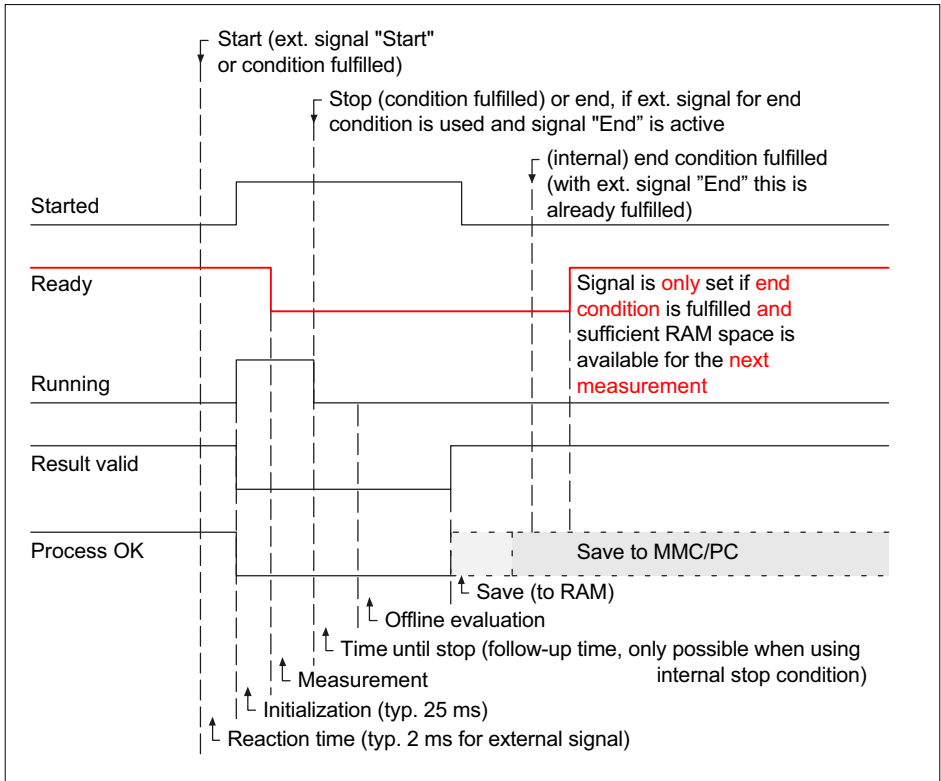 Start (ext. signal "Start"
or condition fulfilled)
Stop (condition fulfilled) or end, if ext. signal for end
condition is used and signal "End" is active
(internal) end condition fulfilled
(with ext. signal "End" this is
already fulfilled)
Started
Ready
Signal is only set if end
condition is fulfilled and
sufficient RAM space is
available for the next
measurement
Running
Result valid
Process OK
Save to MMC/PC
Save (to RAM)
Offline evaluation
Time until stop (follow-up time, only possible when using
internal stop condition)
Measurement
Initialization (typ. 25 ms)
Reaction time (typ. 2 ms for external signal)